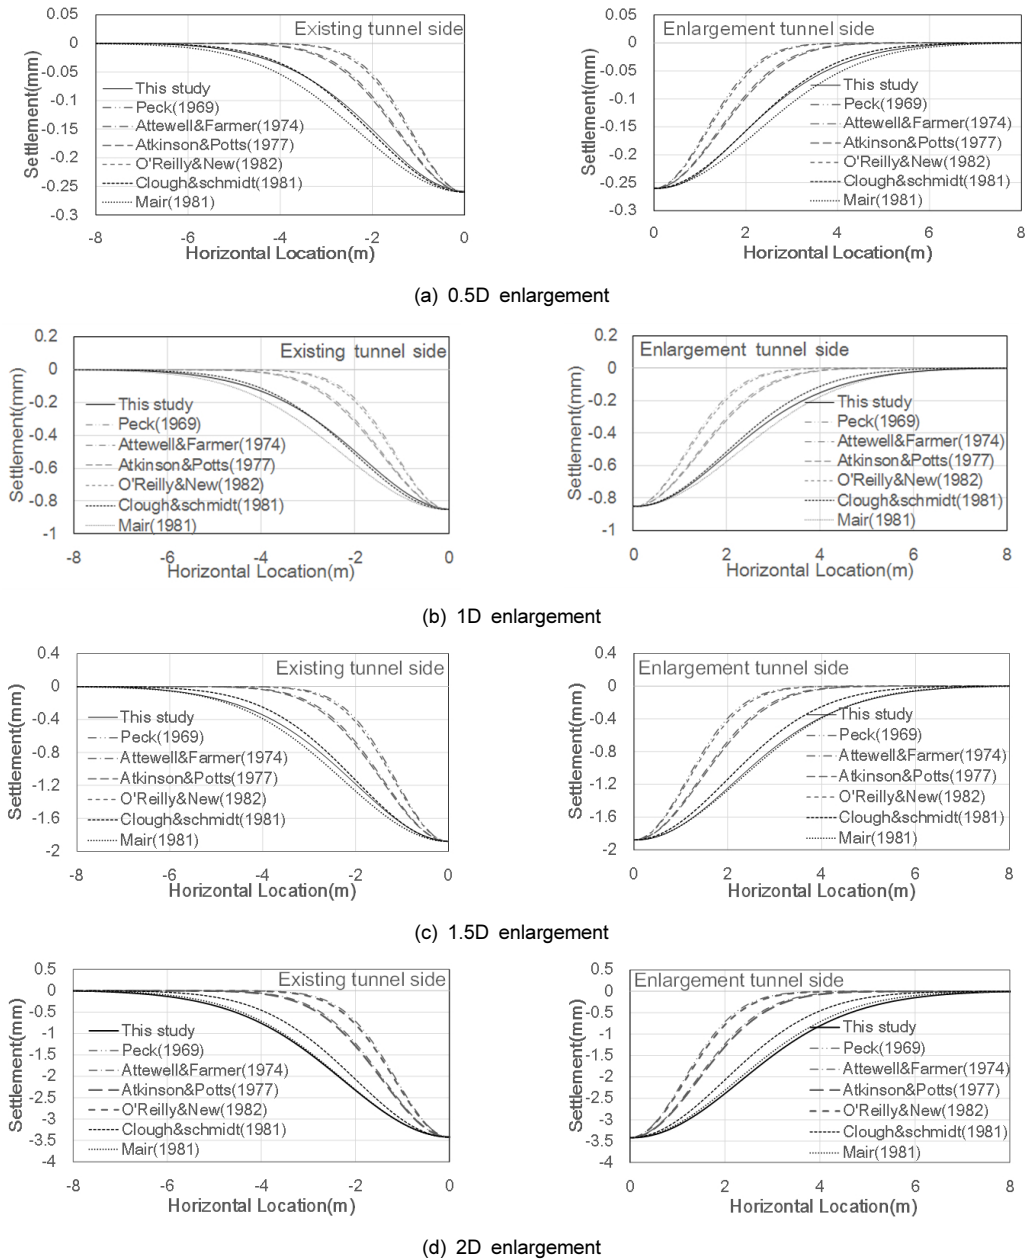 0.05
Existing tunnel side
0
-0.05
-0.1
-0.15
-0.2
-0.25
-0.3
Settlement(mm)
This study
Peck(1969)
Attewell&Farmer(1974)
Atkinson&Potts(1977)
O'Reilly&New(1982)
Clough&schmidt(1981)
Mair(1981)
-8 -6 -4 -2 0
Horizontal Location(m)
0.05
Enlargement tunnel side
0
-0.05
-0.1
-0.15
-0.2
-0.25
-0.3
Settlement(mm)
This study
Peck(1969)
Attewell&Farmer(1974)
Atkinson&Potts(1977)
O'Reilly&New(1982)
Clough&schmidt(1981)
Mair(1981)
0 2 4 6 8
Horizontal Location(m)
(a) 0.5D enlargement
0.2
Existing tunnel side
0
-0.2
-0.4
-0.6
-0.8
-1
Settlement(mm)
This study
Peck(1969)
Attewell&Farmer(1974)
Atkinson&Potts(1977)
O'Reilly&New(1982)
Clough&schmidt(1981)
Mair(1981)
-8 -6 -4 -2 0
Horizontal Location(m)
0.2
Enlargement tunnel side
0
-0.2
-0.4
-0.6
-0.8
-1
Settlement(mm)
This study
Peck(1969)
Attewell&Farmer(1974)
Atkinson&Potts(1977)
O'Reilly&New(1982)
Clough&schmidt(1981)
Mair(1981)
0 2 4 6 8
Horizontal Location(m)
(b) 1D enlargement
0.4
Existing tunnel side
0
-0.4
-0.8
-1.2
-1.6
-2
Settlement(mm)
This study
Peck(1969)
Attewell&Farmer(1974)
Atkinson&Potts(1977)
O'Reilly&New(1982)
Clough&schmidt(1981)
Mair(1981)
-8 -6 -4 -2 0
Horizontal Location(m)
0.4
Enlargement tunnel side
0
-0.4
-0.8
-1.2
-1.6
-2
Settlement(mm)
This study
Peck(1969)
Attewell&Farmer(1974)
Atkinson&Potts(1977)
O'Reilly&New(1982)
Clough&schmidt(1981)
Mair(1981)
0 2 4 6 8
Horizontal Location(m)
(c) 1.5D enlargement
0.5
Existing tunnel side
0
-0.5
-1
-1.5
-2
-2.5
-3
-3.5
-4
Settlement(mm)
This study
Peck(1969)
Attewell&Farmer(1974)
Atkinson&Potts(1977)
O'Reilly&New(1982)
Clough&schmidt(1981)
Mair(1981)
-8 -6 -4 -2 0
Horizontal Location(m)
0.5
Enlargement tunnel side
0
-0.5
-1
-1.5
-2
-2.5
-3
-3.5
-4
Settlement(mm)
This study
Peck(1969)
Attewell&Farmer(1974)
Atkinson&Potts(1977)
O'Reilly&New(1982)
Clough&schmidt(1981)
Mair(1981)
0 2 4 6 8
Horizontal Location(m)
(d) 2D enlargement